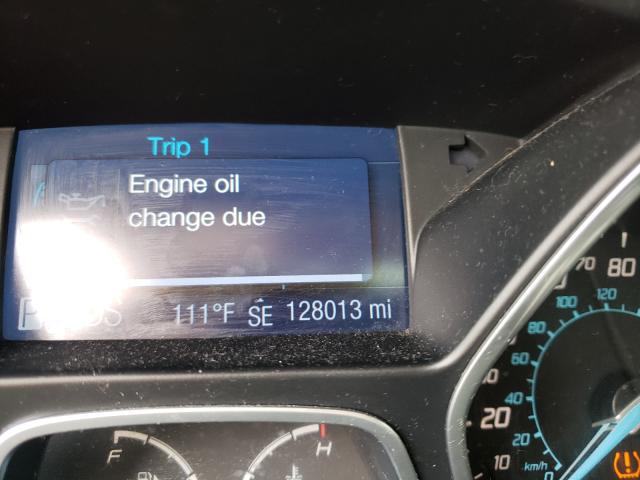 Trip 1
Engine oil
change due
111°F SE 128013 mi
F
H
70 80
100 120
80
60
40
20 20
10 km/h 0